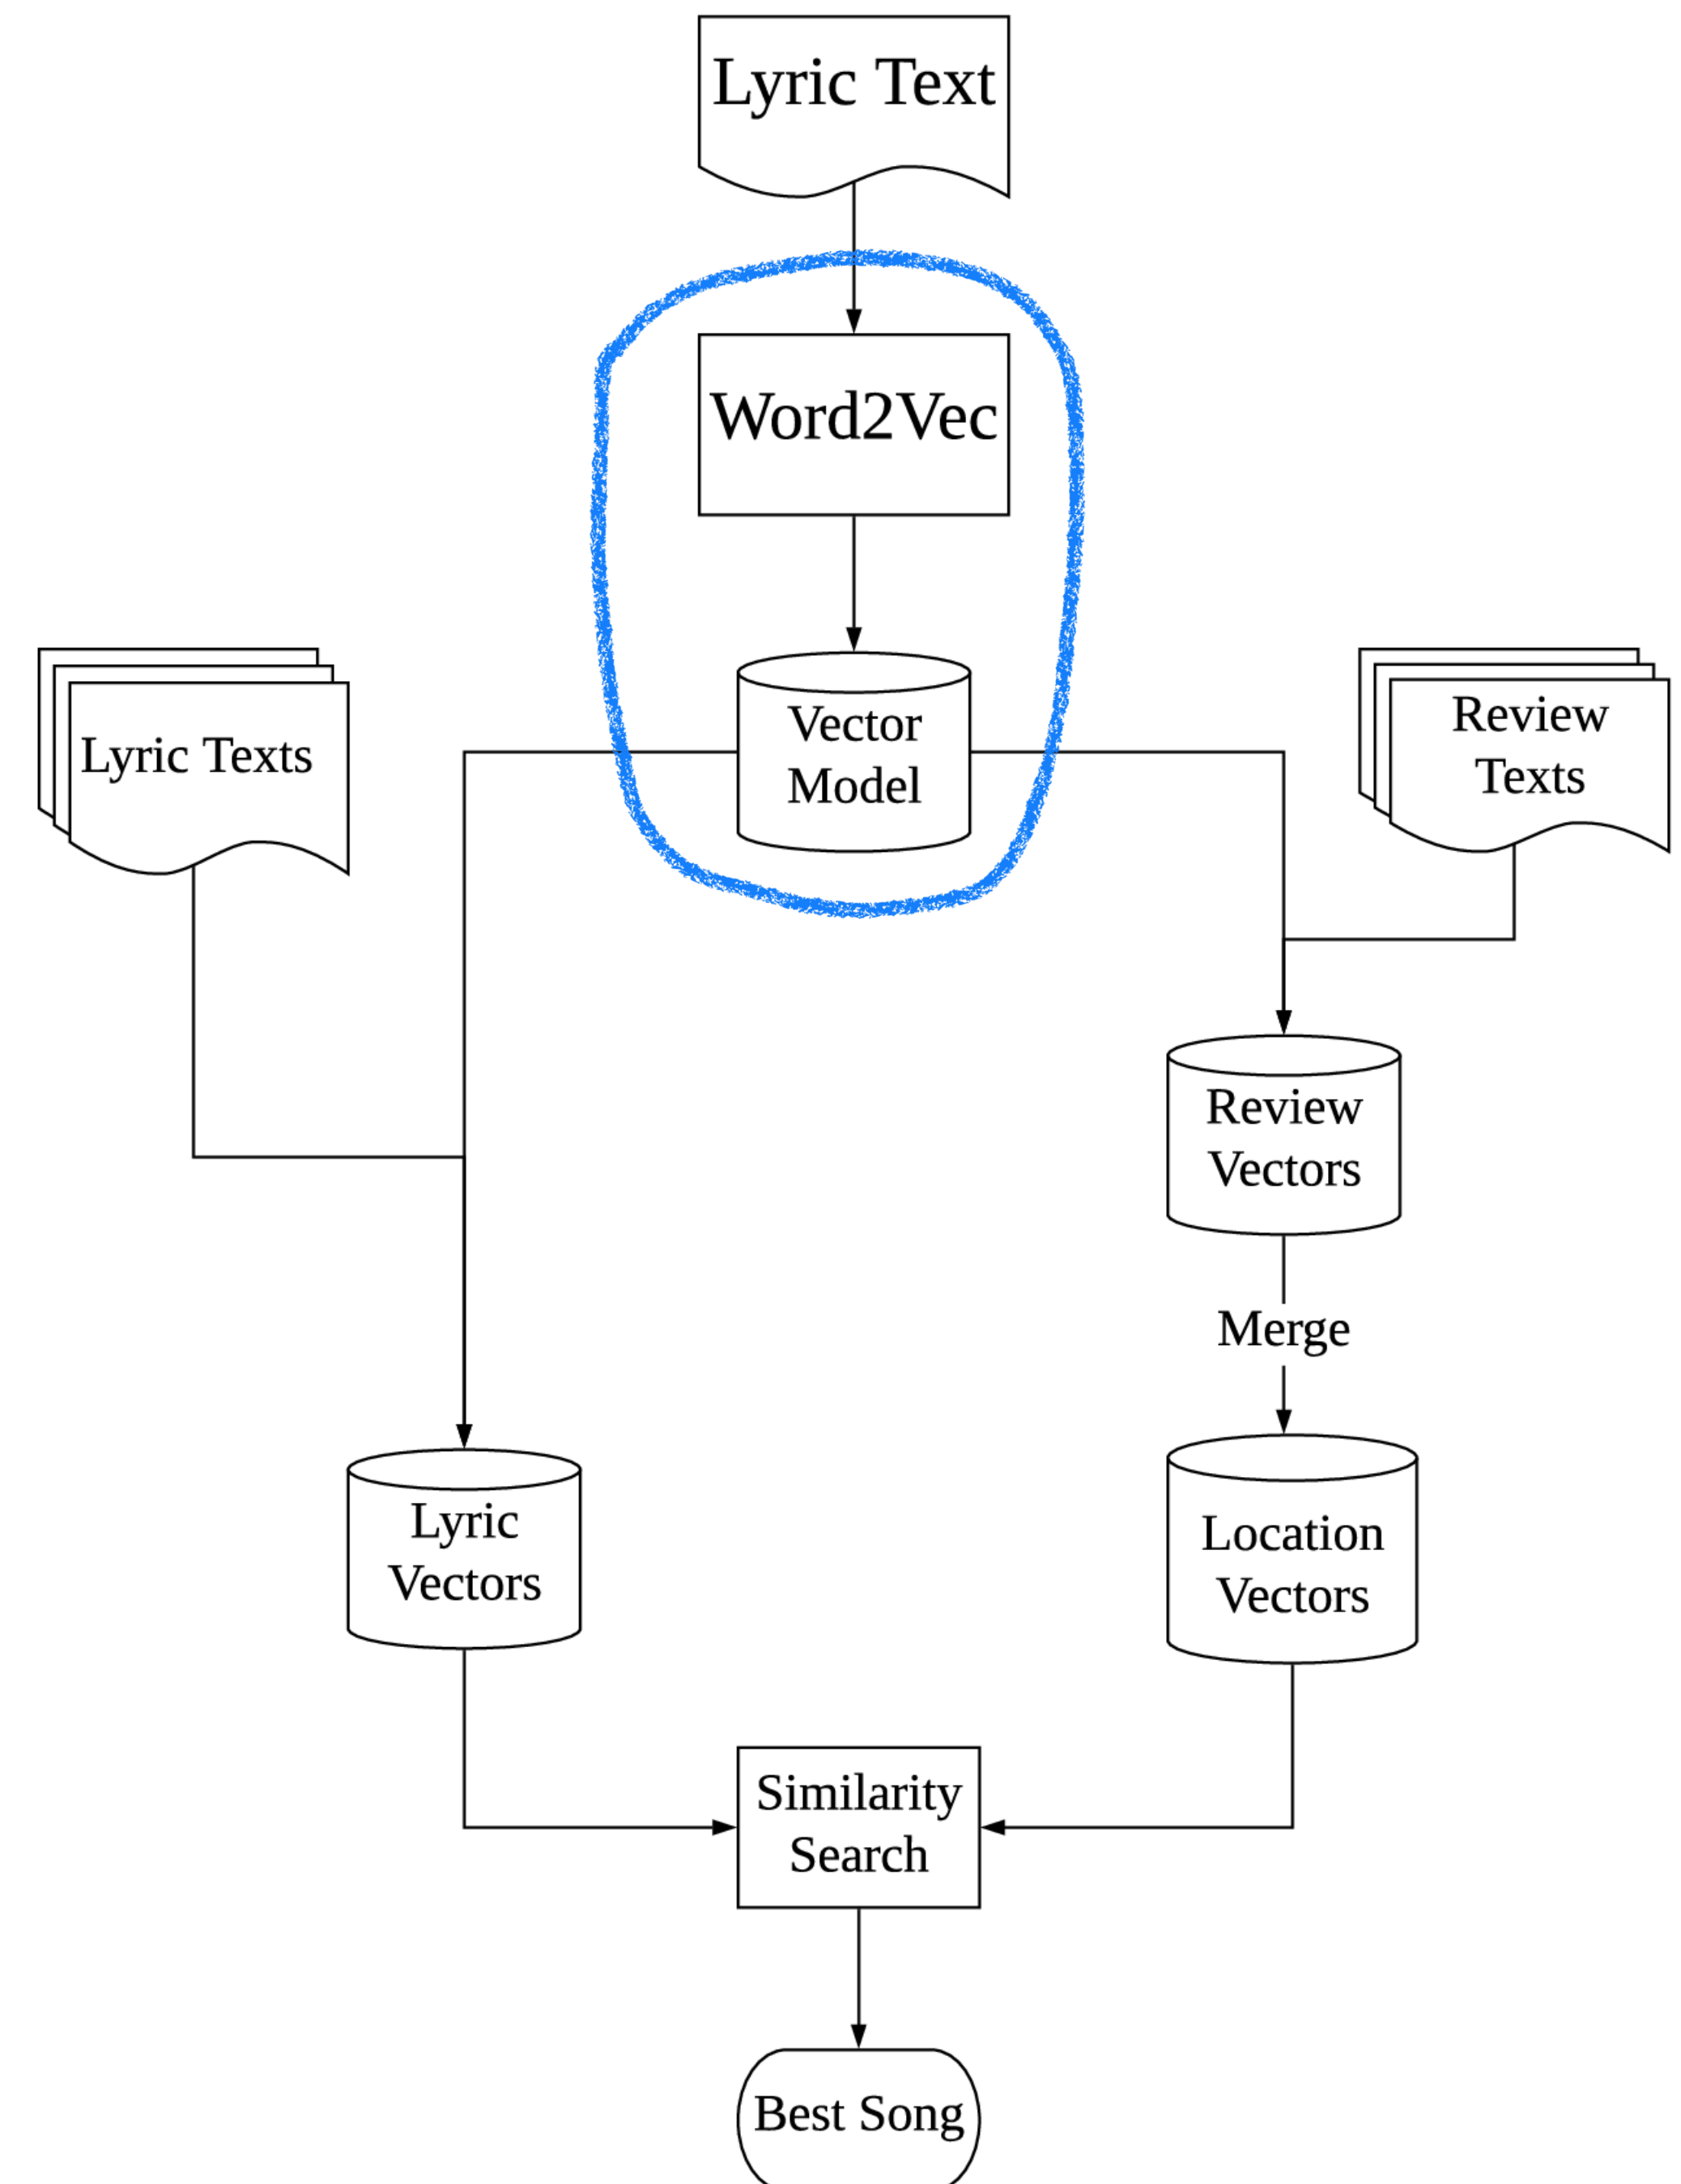 Lyric Text
Word2Vec
Vector
Model
Lyric Texts
Review
Texts
Review
Vectors
Merge
Lyric
Vectors
Location
Vectors
Similarity
Search
Best Song